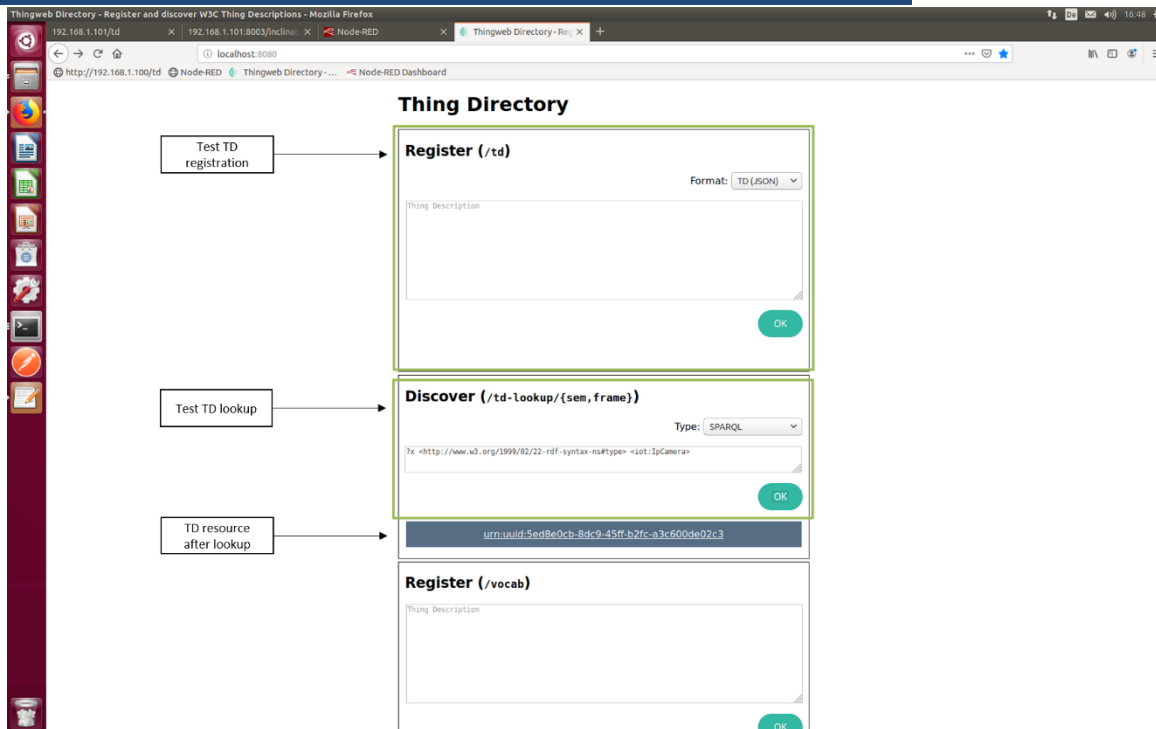 Thingweb Directory - Register and discover W3C Thing Descriptions - Mozilla Firefox
De 16:48
192.168.1.101/td × 192.168.1.101:8003/inclinat × Node-RED × Thingweb Directory - Reg × +
localhost:8080
http://192.168.1.100/td Node-RED Thingweb Directory - ... Node-RED Dashboard
Thing Directory
Test TD
registration
Register (/td)
Format: TD (JSON)
Thing Description
OK
Test TD lookup
Discover (/td-lookup/{sem,frame})
Type: SPARQL
?x <http://www.w3.org/1999/02/22-rdf-syntax-ns#type> <iot:IpCamera>
OK
TD resource
after lookup
urn:uuid:5ed8e0cb-8dc9-45ff-b2fc-a3c600de02c3
Register (/vocab)
Thing Description
OK